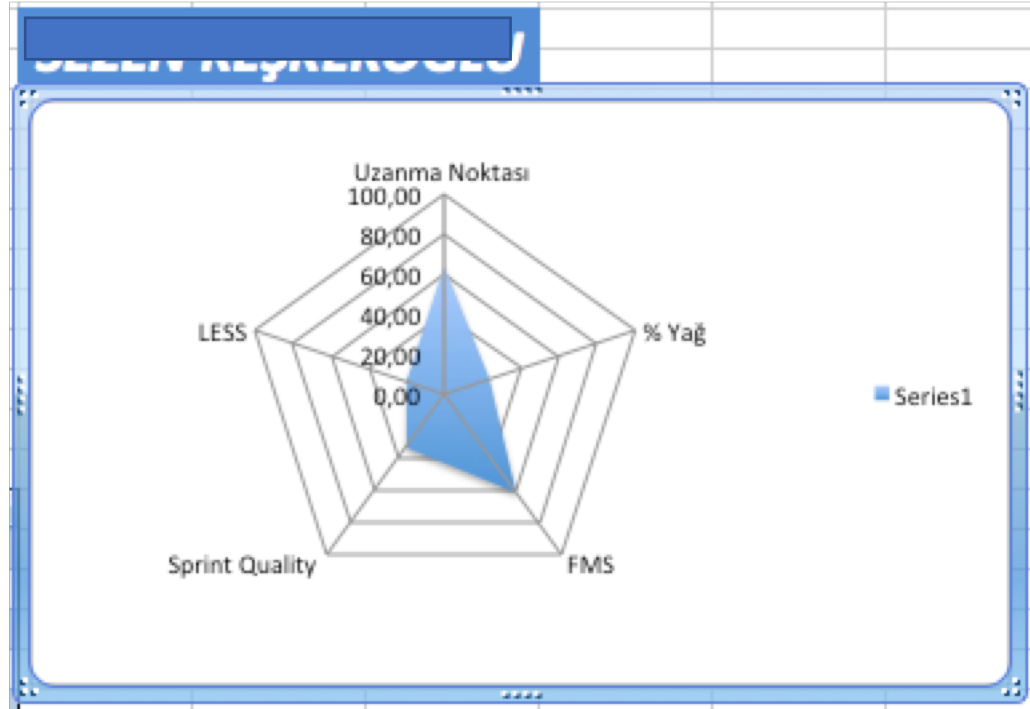 Uzanma Noktası
100,00
80,00
60,00
40,00
20,00
0,00
% Yağ
FMS
Sprint Quality
LESS
Series1